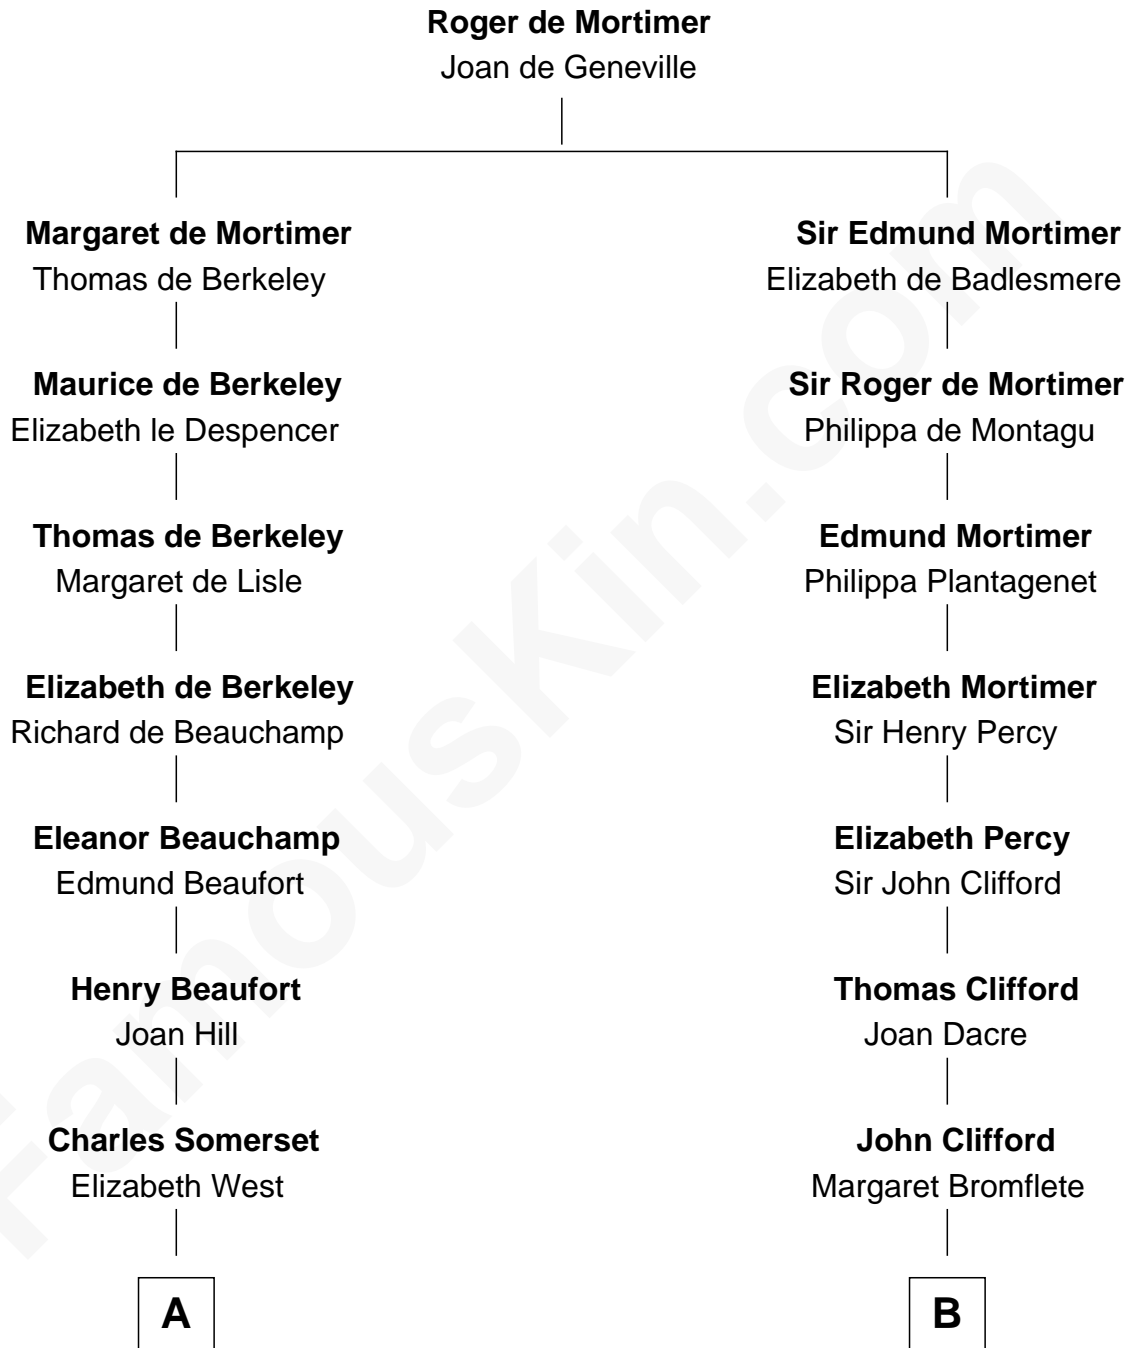 Roger de Mortimer
Joan de Geneville
Margaret de Mortimer
Thomas de Berkeley
Maurice de Berkeley
Elizabeth le Despencer
Thomas de Berkeley
Margaret de Lisle
Elizabeth de Berkeley
Richard de Beauchamp
Eleanor Beauchamp
Edmund Beaufort
Henry Beaufort
Joan Hill
Charles Somerset
Elizabeth West
A
Sir Edmund Mortimer
Elizabeth de Badlesmere
Sir Roger de Mortimer
Philippa de Montagu
Edmund Mortimer
Philippa Plantagenet
Elizabeth Mortimer
Sir Henry Percy
Elizabeth Percy
Sir John Clifford
Thomas Clifford
Joan Dacre
John Clifford
Margaret Bromflete
B
FamousKin.com